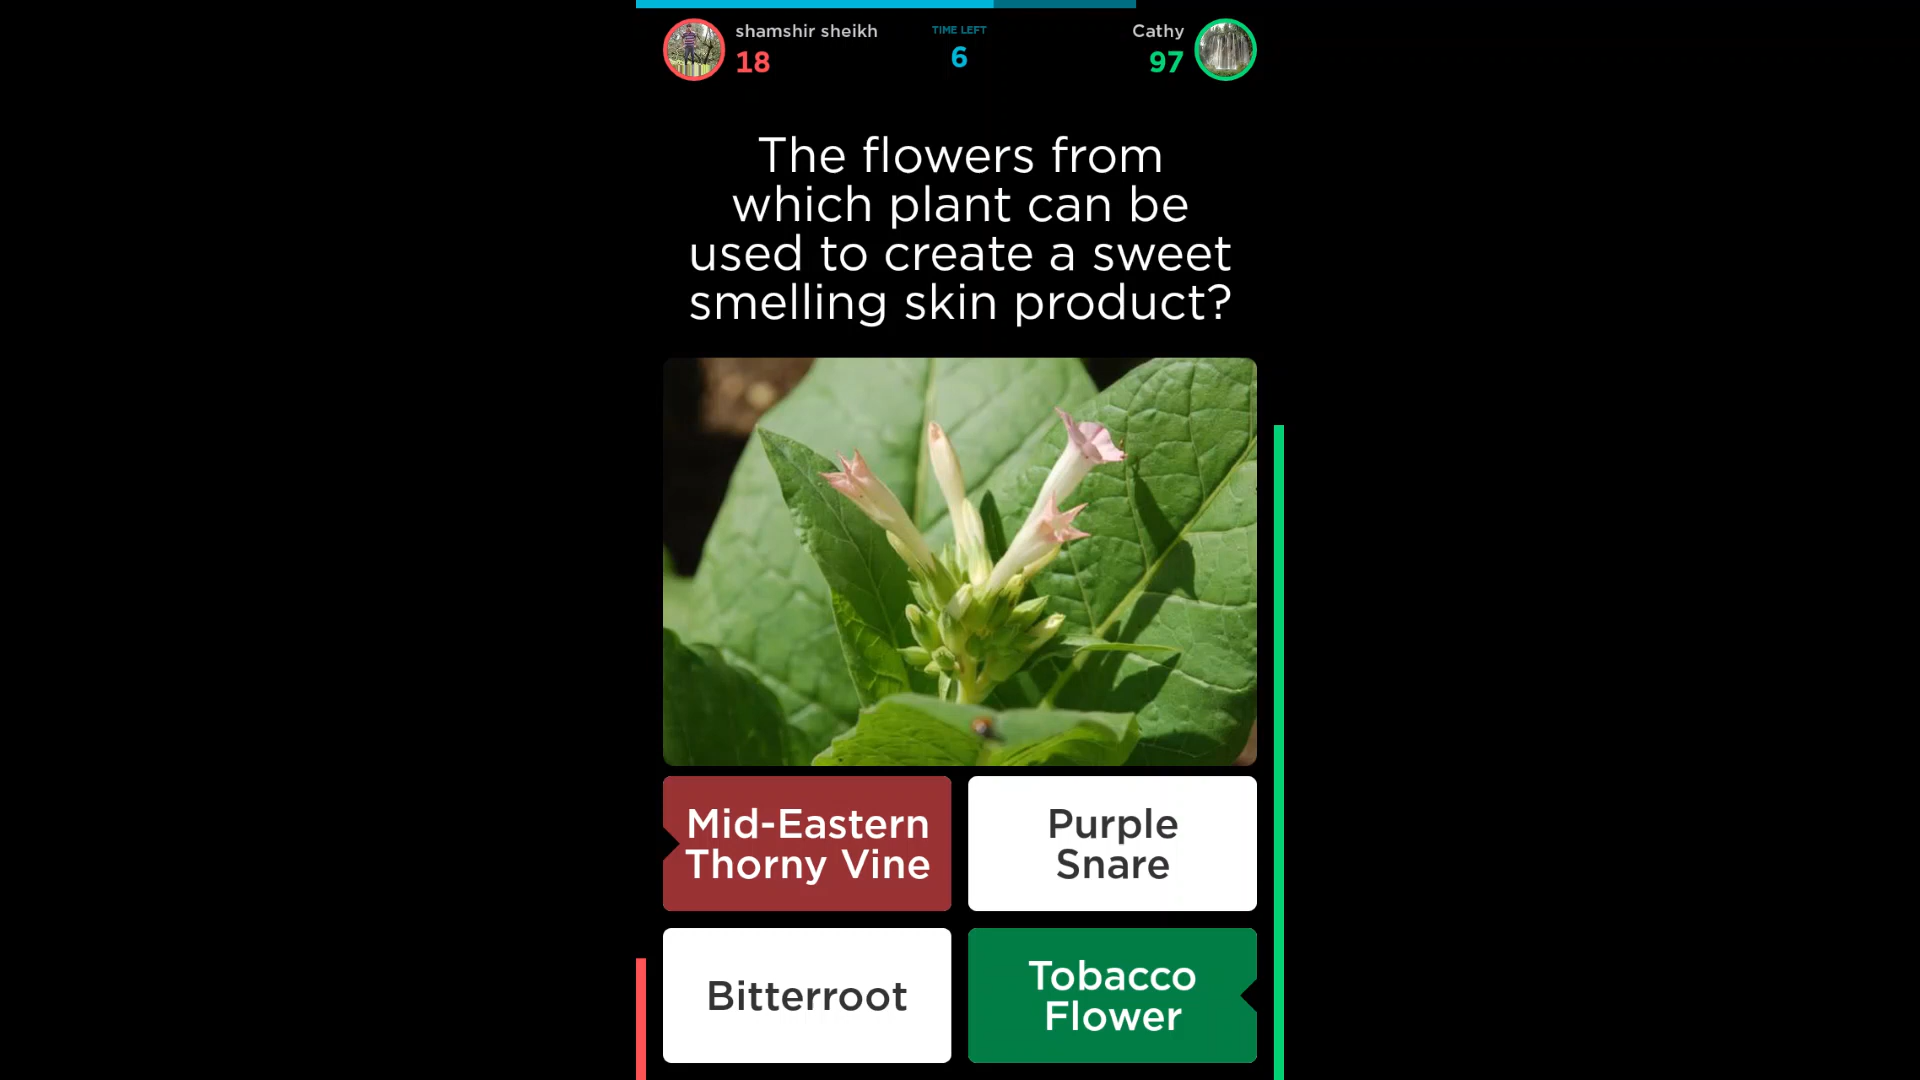 shamshir sheikh
18
TIME LEFT
6
Cathy
97
The flowers from
which plant can be
used to create a sweet
smelling skin product?
Mid-Eastern
Thorny Vine
Purple
Snare
Bitterroot
Tobacco
Flower